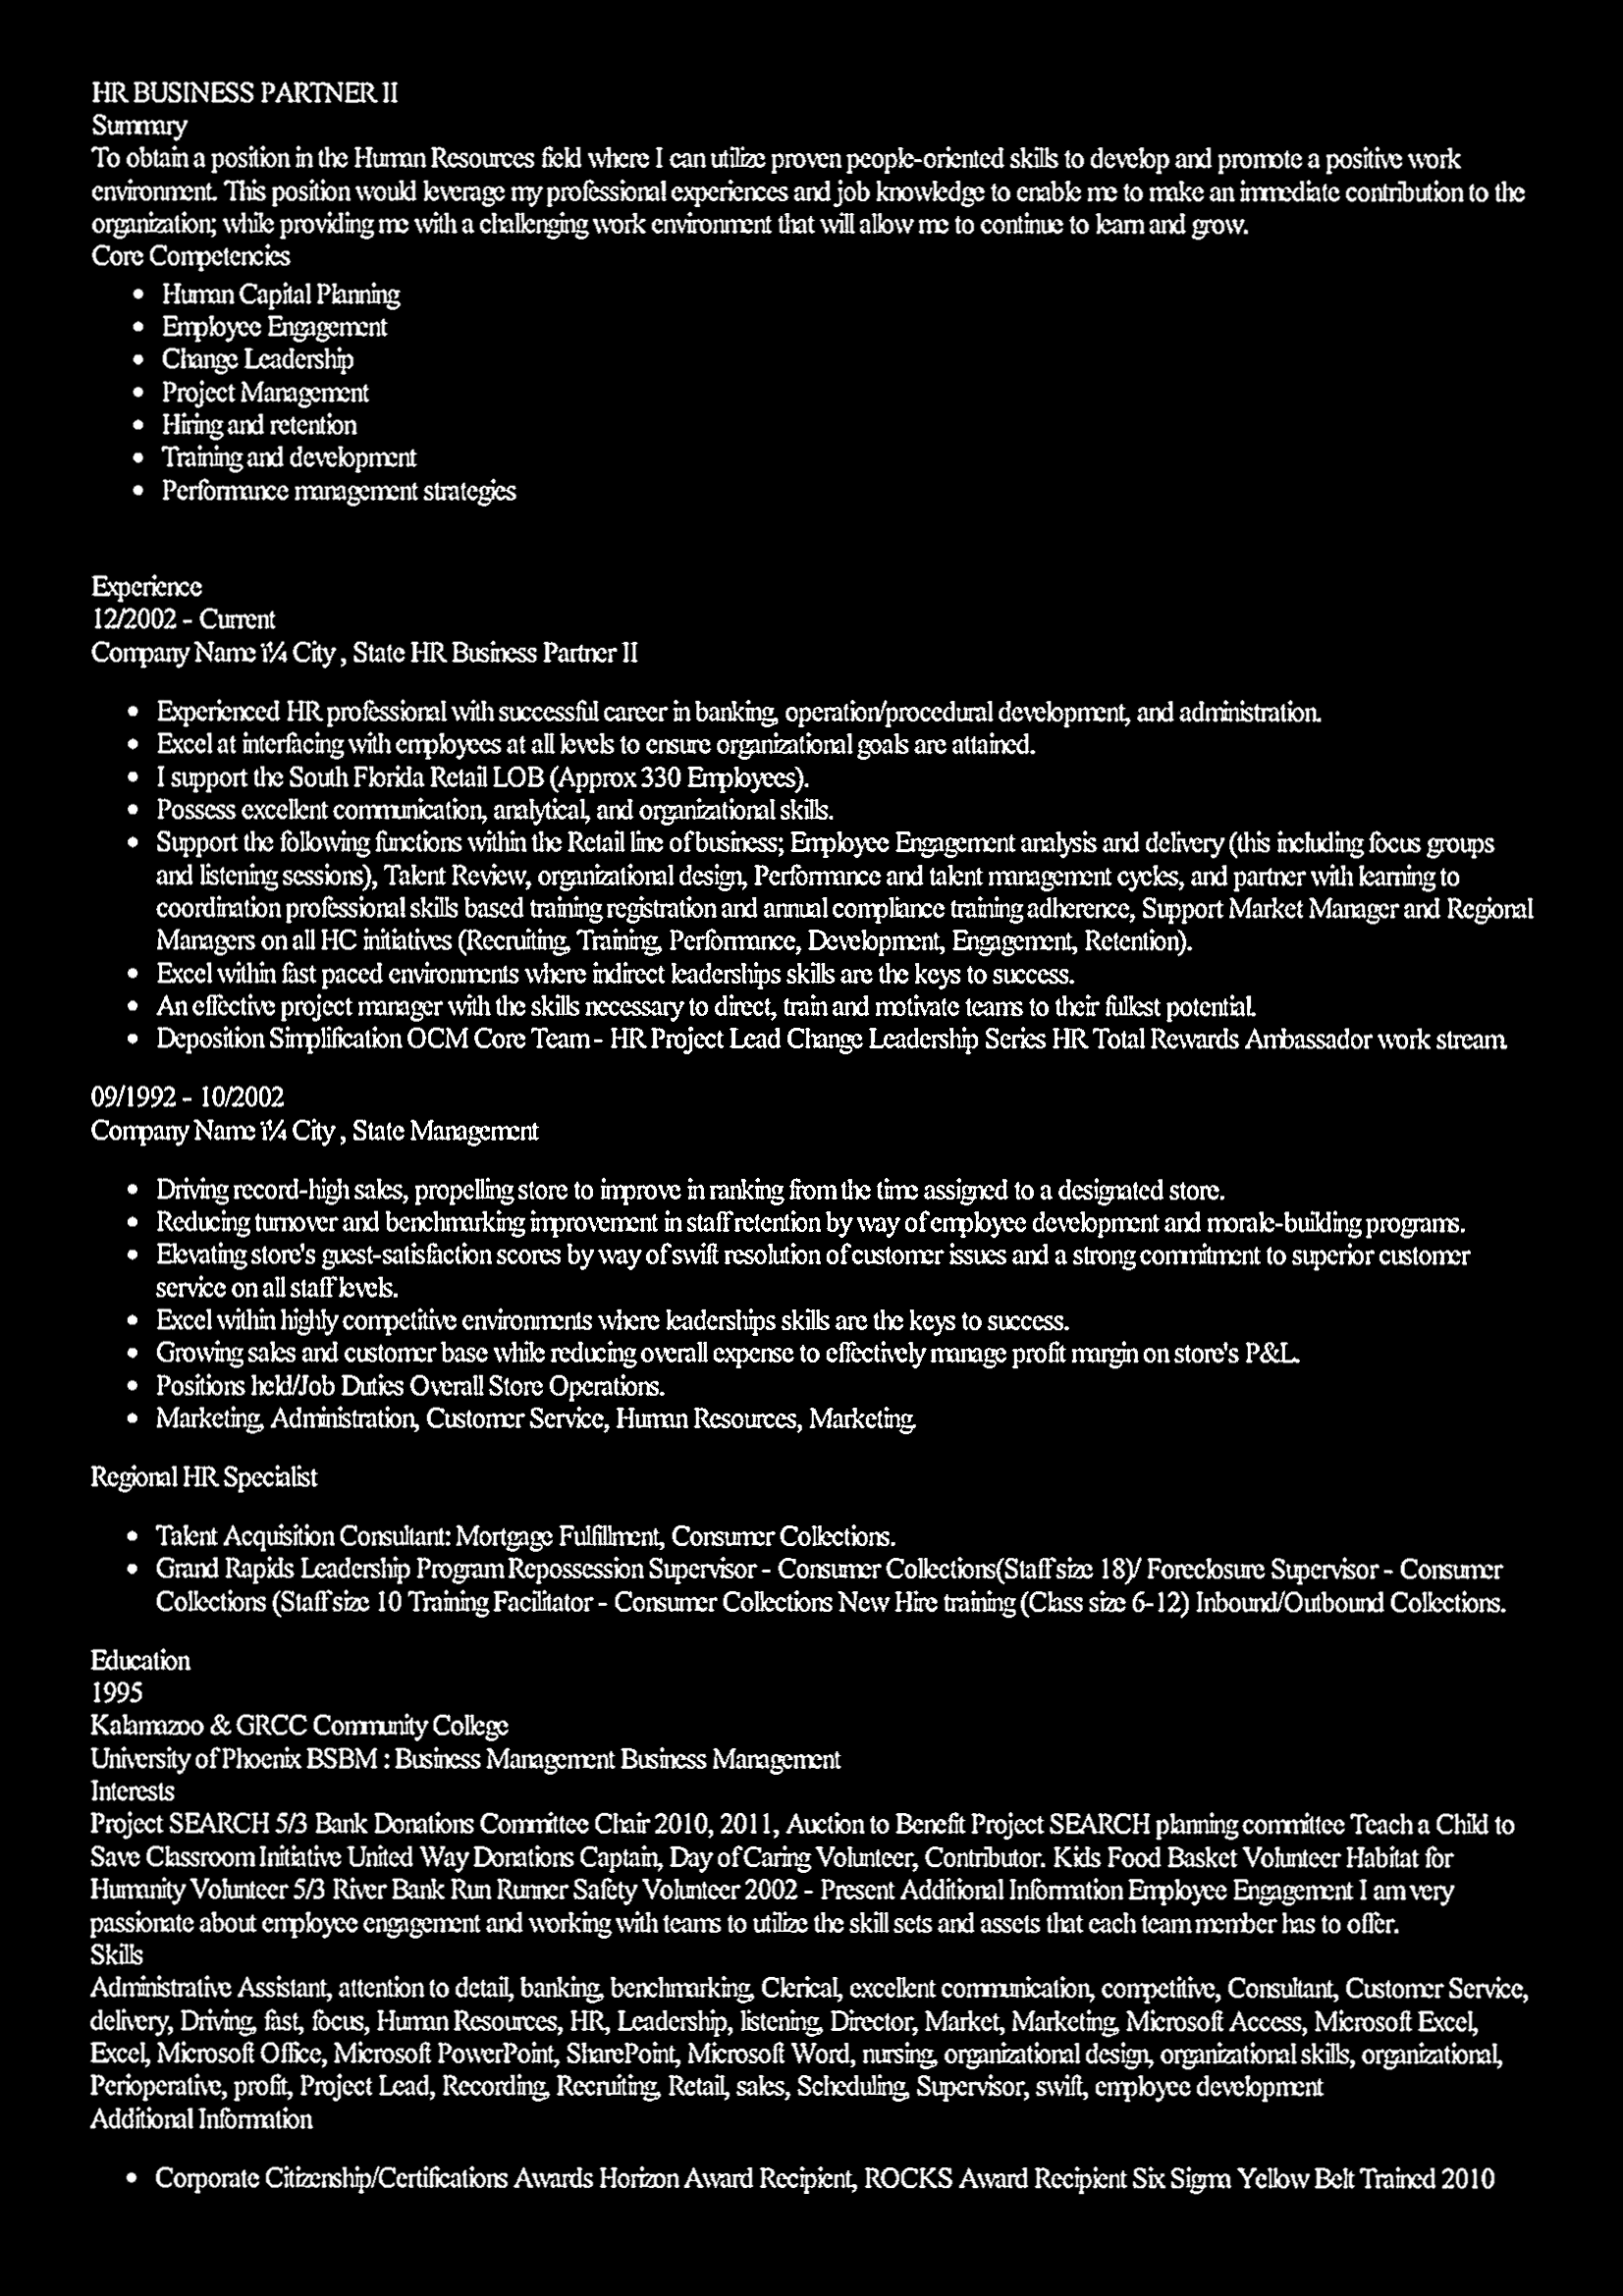 HR BUSINESS PARTNER II
Summary
To obtain a position in the Human Resources field where I can utilize proven people-oriented skills to develop and promote a positive work
environment. This position would leverage my professional experiences and job knowledge to enable me to make an immediate contribution to the
organization; while providing me with a challenging work environment that will allow me to continue to learn and grow.
Core Competencies
• Human Capital Planning
• Employee Engagement
• Change Leadership
• Project Management
• Hiring and retention
• Training and development
• Performance management strategies
Experience
12/2002 - Current
Company Name ï¼ City , State HR Business Partner II
• Experienced HR professional with successful career in banking, operation/procedural development, and administration.
• Excel at interfacing with employees at all levels to ensure organizational goals are attained.
• I support the South Florida Retail LOB (Approx 330 Employees).
• Possess excellent communication, analytical, and organizational skills.
• Support the following functions within the Retail line of business; Employee Engagement analysis and delivery (this including focus groups
and listening sessions), Talent Review, organizational design, Performance and talent management cycles, and partner with learning to
coordination professional skills based training registration and annual compliance training adherence, Support Market Manager and Regional
Managers on all HC initiatives (Recruiting, Training, Performance, Development, Engagement, Retention).
• Excel within fast paced environments where indirect leaderships skills are the keys to success.
• An effective project manager with the skills necessary to direct, train and motivate teams to their fullest potential.
• Deposition Simplification OCM Core Team - HR Project Lead Change Leadership Series HR Total Rewards Ambassador work stream.
09/1992 - 10/2002
Company Name ï¼ City , State Management
• Driving record-high sales, propelling store to improve in ranking from the time assigned to a designated store.
• Reducing turnover and benchmarking improvement in staff retention by way of employee development and morale-building programs.
• Elevating store's guest-satisfaction scores by way of swift resolution of customer issues and a strong commitment to superior customer
service on all staff levels.
• Excel within highly competitive environments where leaderships skills are the keys to success.
• Growing sales and customer base while reducing overall expense to effectively manage profit margin on store's P&L.
• Positions held/Job Duties Overall Store Operations.
• Marketing, Administration, Customer Service, Human Resources, Marketing.
Regional HR Specialist
• Talent Acquisition Consultant: Mortgage Fulfillment, Consumer Collections.
• Grand Rapids Leadership Program Repossession Supervisor - Consumer Collections(Staff size 18)/ Foreclosure Supervisor - Consumer
Collections (Staff size 10 Training Facilitator - Consumer Collections New Hire training (Class size 6-12) Inbound/Outbound Collections.
Education
1995
Kalamazoo & GRCC Community College
University of Phoenix BSBM : Business Management Business Management
Interests
Project SEARCH 5/3 Bank Donations Committee Chair 2010, 2011, Auction to Benefit Project SEARCH planning committee Teach a Child to
Save Classroom Initiative United Way Donations Captain, Day of Caring Volunteer, Contributor. Kids Food Basket Volunteer Habitat for
Humanity Volunteer 5/3 River Bank Run Runner Safety Volunteer 2002 - Present Additional Information Employee Engagement I am very
passionate about employee engagement and working with teams to utilize the skill sets and assets that each team member has to offer.
Skills
Administrative Assistant, attention to detail, banking, benchmarking, Clerical, excellent communication, competitive, Consultant, Customer Service,
delivery, Driving, fast, focus, Human Resources, HR, Leadership, listening, Director, Market, Marketing, Microsoft Access, Microsoft Excel,
Excel, Microsoft Office, Microsoft PowerPoint, SharePoint, Microsoft Word, nursing, organizational design, organizational skills, organizational,
Perioperative, profit, Project Lead, Recording, Recruiting, Retail, sales, Scheduling, Supervisor, swift, employee development
Additional Information
• Corporate Citizenship/Certifications Awards Horizon Award Recipient, ROCKS Award Recipient Six Sigma Yellow Belt Trained 2010